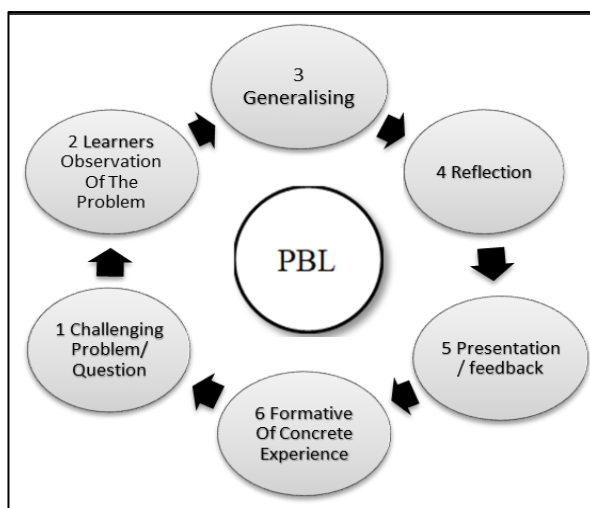 3
Generalising
2 Learners
Observation
Of The
Problem
4 Reflection
PBL
1 Challenging
Problem/
Question
5 Presentation
/ feedback
6 Formative
Of Concrete
Experience